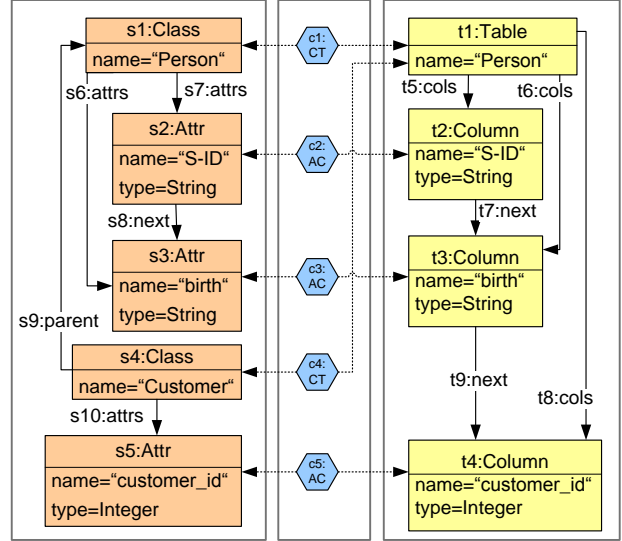 s1:Class
name="Person"
s6:attrs
s7:attrs
s2:Attr
name="S-ID"
type=String
s8:next
s3:Attr
name="birth"
type=String
s9:parent
s4:Class
name="Customer"
s10:attrs
s5:Attr
name="customer_id"
type=Integer
c1:
CT
c2:
AC
c3:
AC
c4:
CT
c5:
AC
t1:Table
name="Person"
t5:cols
t6:cols
t2:Column
name="S-ID"
type=String
t7:next
t3:Column
name="birth"
type=String
t9:next
t8:cols
t4:Column
name="customer_id"
type=Integer